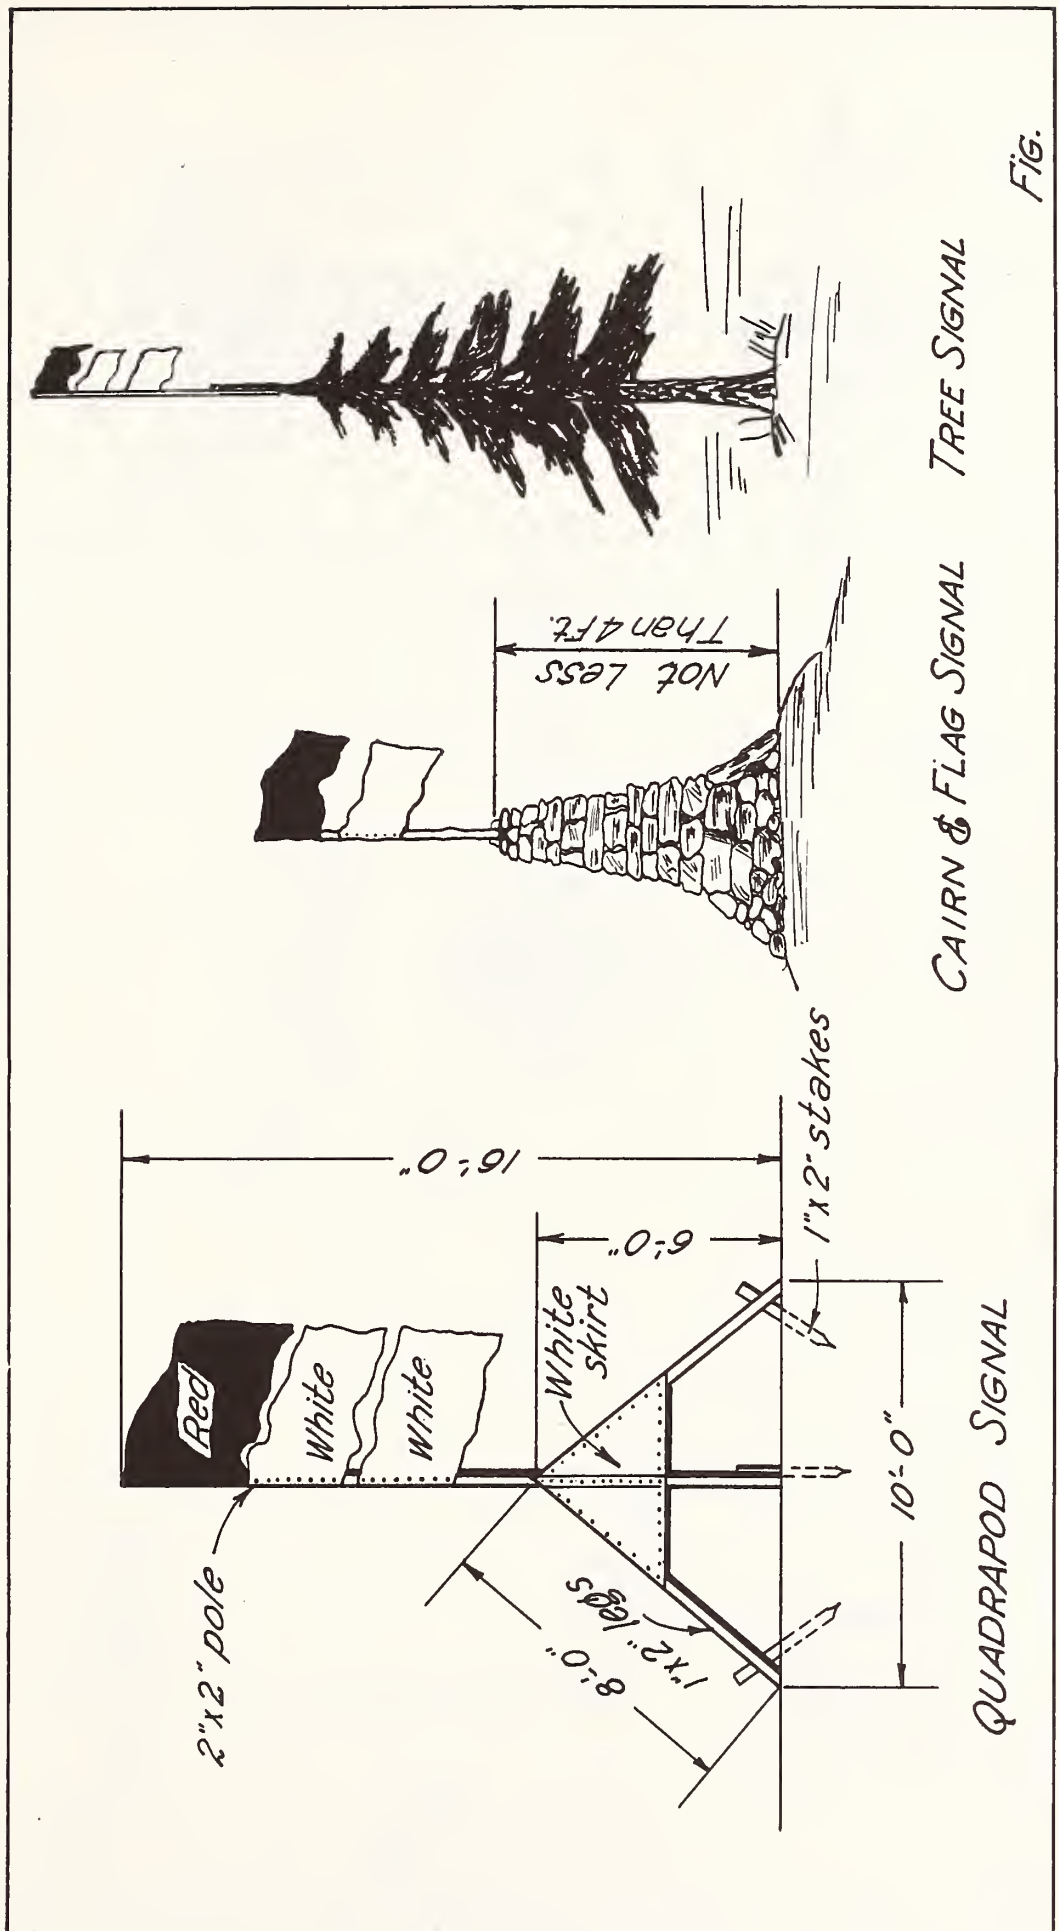 Red
White
White
2"x2" pole
16'-0"
6'-0"
White
skirt
8'-0"
1"x2" legs
1"x2" stakes
10'-0"
QUADRAPOD SIGNAL
Not Less
Than 4 Ft.
CAIRN & FLAG SIGNAL
TREE SIGNAL
FIG.